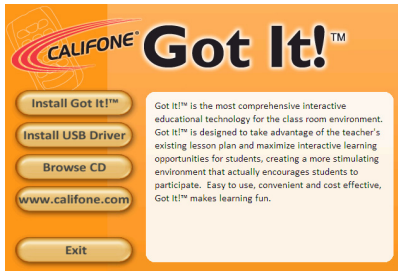 CALIFONE®
Got It!™
Install Got It!™
Install USB Driver
Browse CD
www.califone.com
Exit
Got It!™ is the most comprehensive interactive
educational technology for the class room environment.
Got It!™ is designed to take advantage of the teacher's
existing lesson plan and maximize interactive learning
opportunities for students, creating a more stimulating
environment that actually encourages students to
participate.  Easy to use, convenient and cost effective,
Got It!™ makes learning fun.